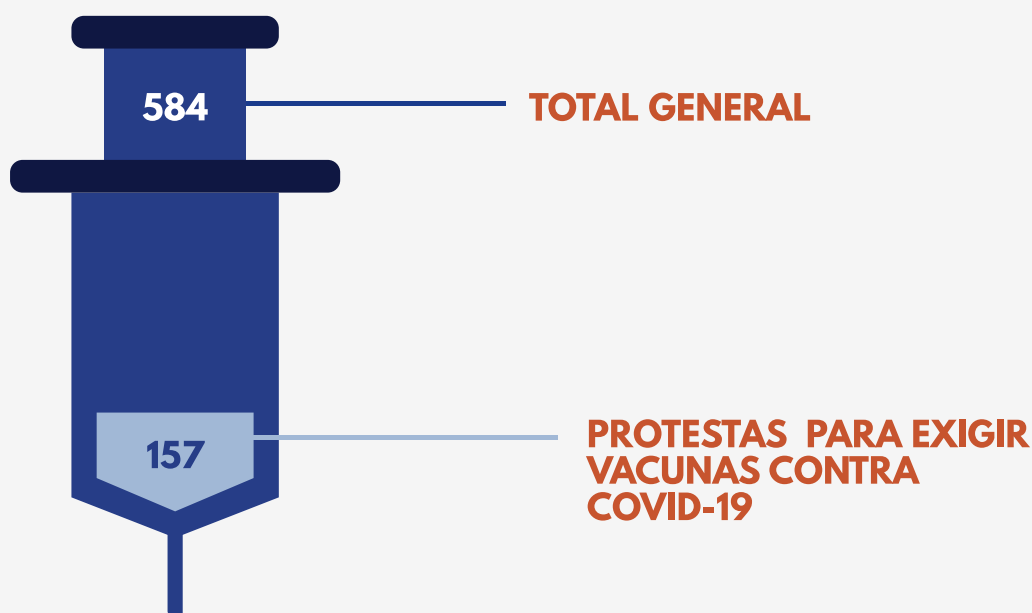 584
TOTAL GENERAL
157
PROTESTAS PARA EXIGIR
VACUNAS CONTRA
COVID-19